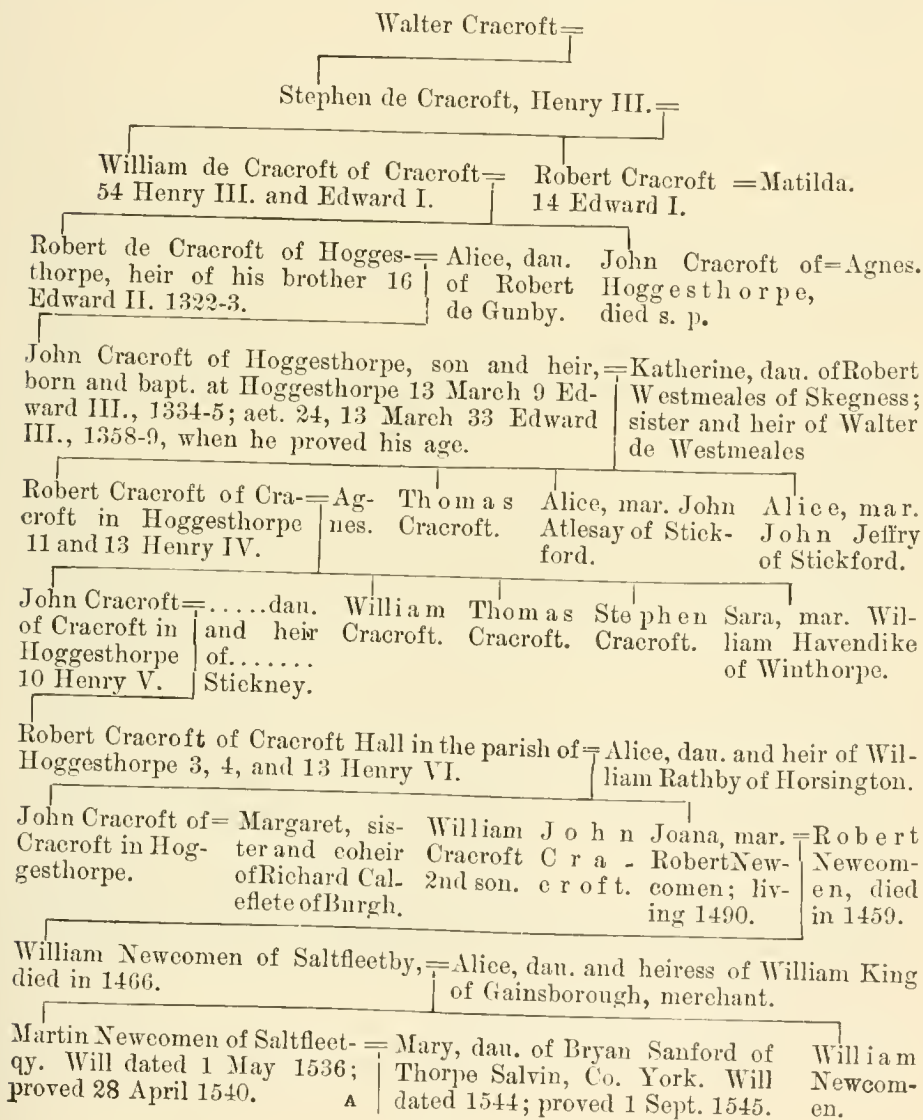 Walter Cracroft=
Stephen de Cracroft, Henry III.=
William de Cracroft of Cracroft=
54 Henry III. and Edward I.
Robert Cracroft =Matilda.
14 Edward I.
Robert de Cracroft of Hogges-=
thorpe, heir of his brother 16
Edward II. 1322-3.
Alice, dau.
of Robert
de Gunby.
John Cracroft of=Agnes.
Hoggesthorpe,
died s. p.
John Cracroft of Hoggesthorpe, son and heir,=
born and bapt. at Hoggesthorpe 13 March 9 Ed-
ward III., 1334-5; aet. 24, 13 March 33 Edward
III., 1358-9, when he proved his age.
Katherine, dau. of Robert
Westmeales of Skegness;
sister and heir of Walter
de Westmeales
Robert Cracroft of Cra-=
croft in Hoggesthorpe
11 and 13 Henry IV.
Ag-
nes.
Thomas
Cracroft.
Alice, mar. John
Atlesay of Stick-
ford.
Alice, mar.
John Jeffry
of Stickford.
John Cracroft=
of Cracroft in
Hoggesthorpe
10 Henry V.
.....dau.
and heir
of.......
Stickney.
William
Cracroft.
Thomas
Cracroft.
Stephen
Cracroft.
Sara, mar. Wil-
liam Havendike
of Winthorpe.
Robert Cracroft of Cracroft Hall in the parish of=
Hoggesthorpe 3, 4, and 13 Henry VI.
Alice, dau. and heir of Wil-
liam Rathby of Horsington.
John Cracroft of=
Cracroft in Hog-
gesthorpe.
Margaret, sis-
ter and coheir
of Richard Cal-
eflete of Burgh.
William
Cracroft
2nd son.
John
Cra-
croft.
Joana, mar.=
Robert New-
comen; liv-
ing 1490.
Robert
Newcom-
en, died
in 1459.
William Newcomen of Saltfleetby,=
died in 1466.
Alice, dau. and heiress of William King
of Gainsborough, merchant.
Martin Newcomen of Saltfleet-=
qy. Will dated 1 May 1536;
proved 28 April 1540.
A
Mary, dau. of Bryan Sanford of
Thorpe Salvin, Co. York. Will
dated 1544; proved 1 Sept. 1545.
William
Newcom-
en.